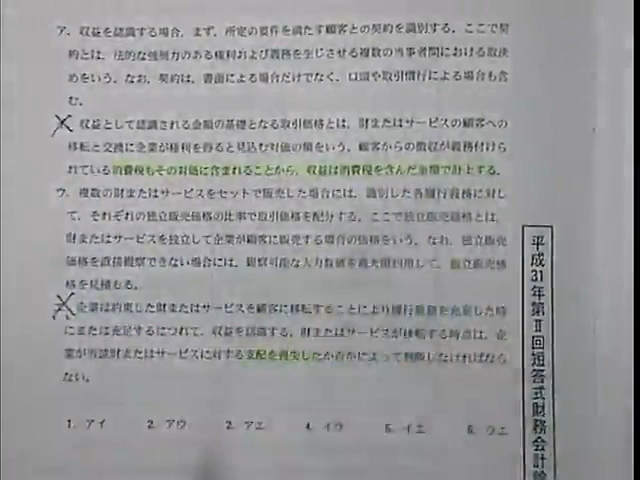 ア．収益を認識する場合，まず，所定の要件を満たす顧客との契約を識別する。ここで契
約とは，法的な強制力のある権利および義務を生じさせる複数の当事者間における取決
めをいう。なお，契約は，書面による場合だけでなく，口頭や取引慣行による場合も含
む。
収益として認識される金額の基礎となる取引価格とは，財またはサービスの顧客への
移転と交換に企業が権利を得ると見込む対価の額をいう。顧客からの徴収が義務付けら
れている消費税もその対価に含まれることから，収益は消費税を含んだ金額で計上する。
ウ．複数の財またはサービスをセットで販売した場合には，識別した各履行義務に対し
て，それぞれの独立販売価格の比率で取引価格を配分する。ここで独立販売価格とは，
財またはサービスを独立して企業が顧客に販売する場合の価格をいう。なお，独立販売
価格を直接観察できない場合には，観察可能な入力数値を最大限利用して，独立販売価格
を見積もる。
企業は約束した財またはサービスを顧客に移転することにより履行義務を充足した時
にまたは充足するにつれて，収益を認識する。財またはサービスが移転する時点は，企
業が当該財またはサービスに対する支配を喪失したか否かによって判断しなければなら
ない。
1. アイ 2. アウ 3. アエ 4. イウ 5. イエ 6. ウエ
平成31年第Ⅱ回短答式財務会計論